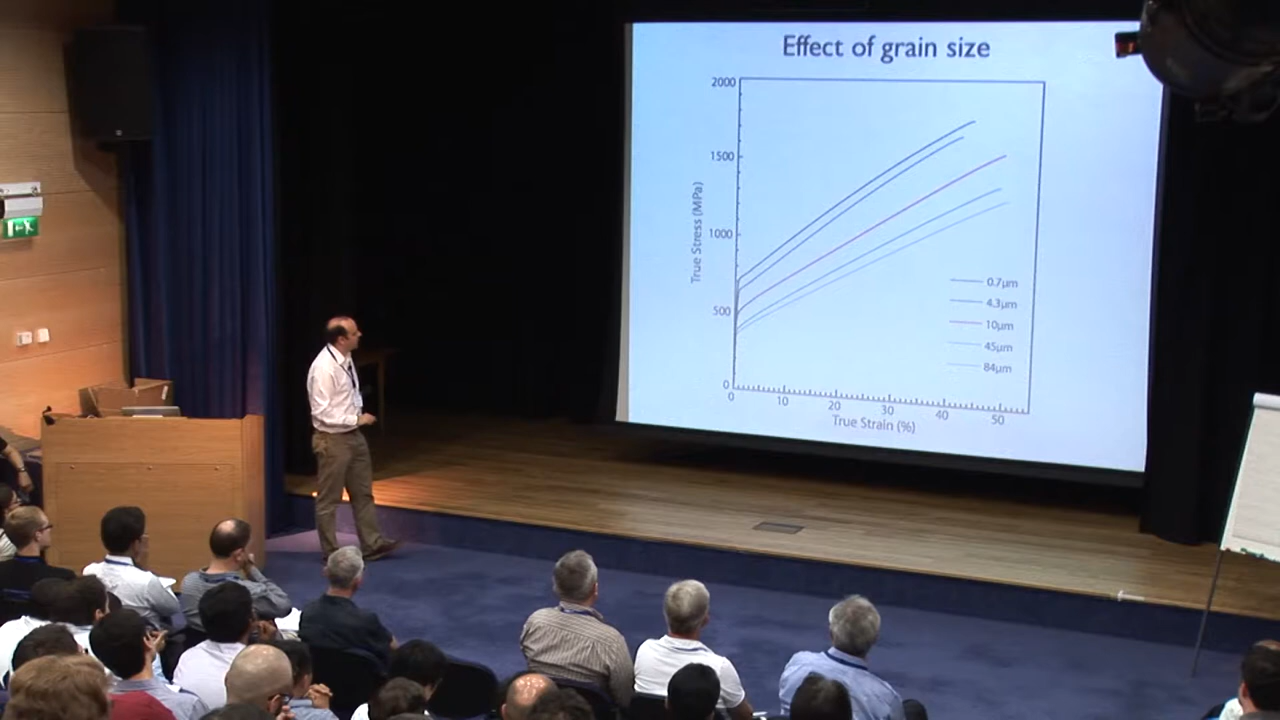 Effect of grain size
2000
1500
1000
500
0
True Stress (MPa)
0.7μm
4.3μm
10μm
45μm
84μm
0 10 20 30 40 50
True Strain (%)